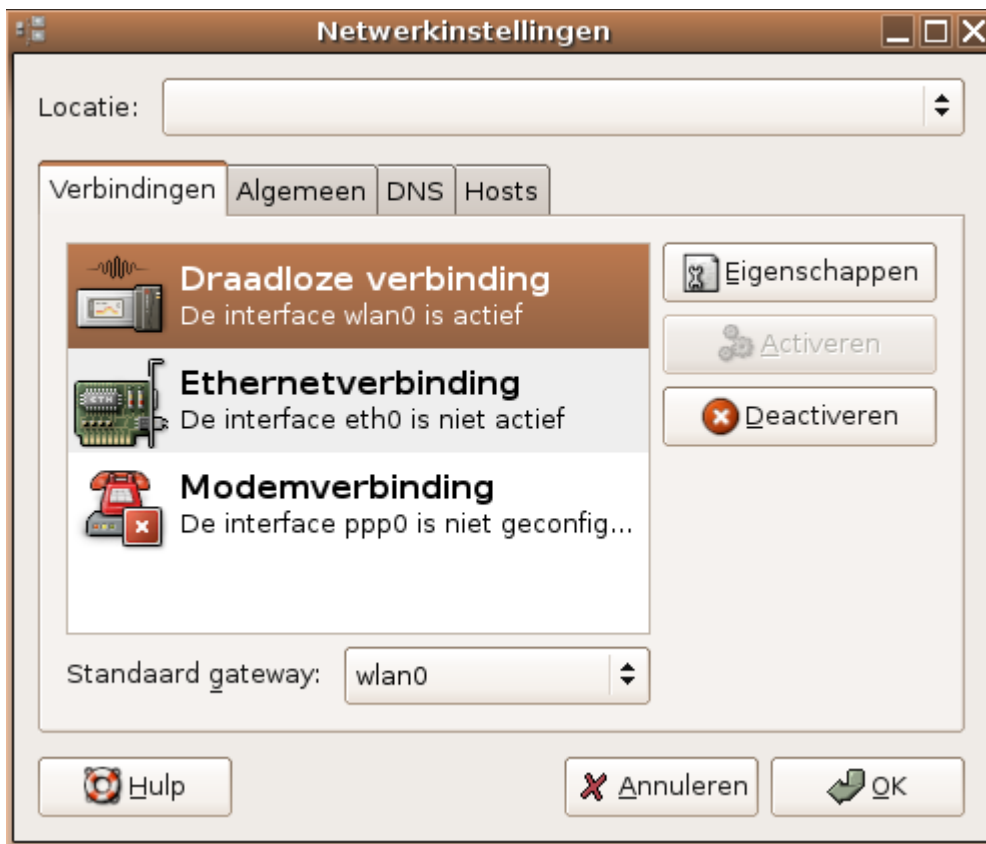 Netwerkinstellingen
Locatie:
Verbindingen Algemeen DNS Hosts
Draadloze verbinding
De interface wlan0 is actief
Ethernetverbinding
De interface eth0 is niet actief
Modemverbinding
De interface ppp0 is niet geconfig...
Eigenschappen
Activeren
Deactiveren
Standaard gateway: wlan0
Hulp Annuleren OK